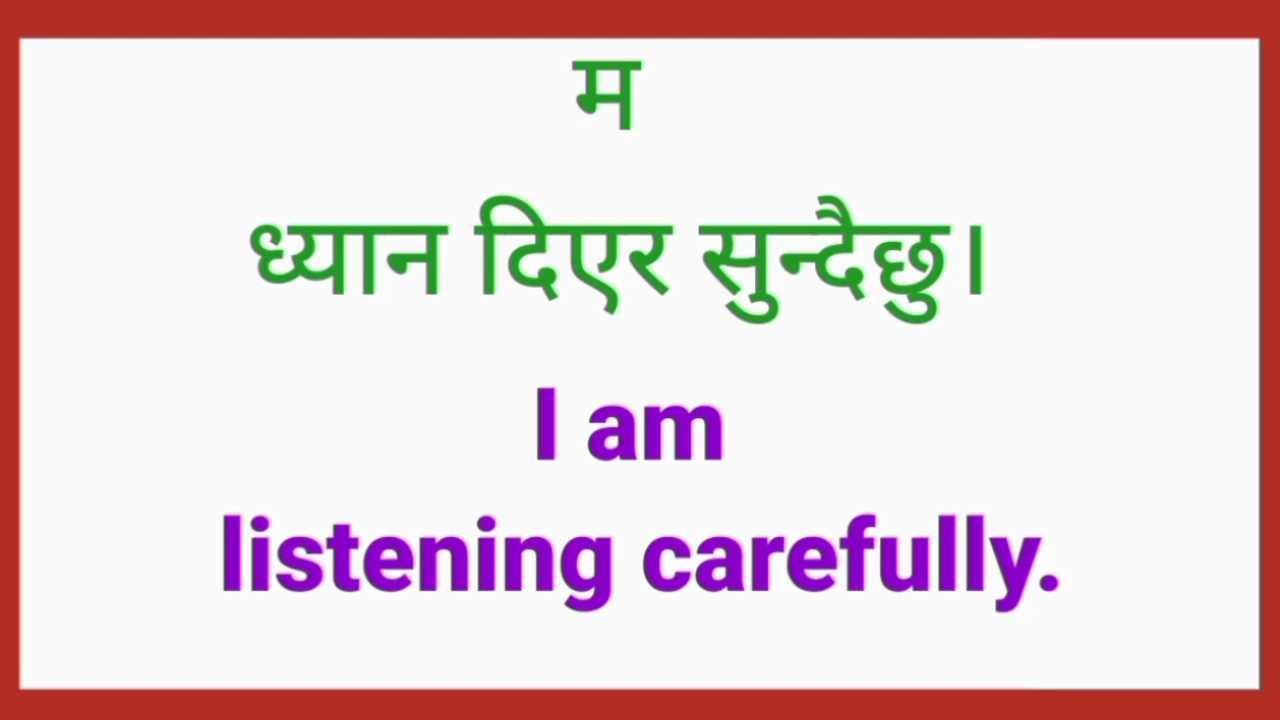 म
ध्यान दिएर सुन्दैछु।
I am
listening carefully.